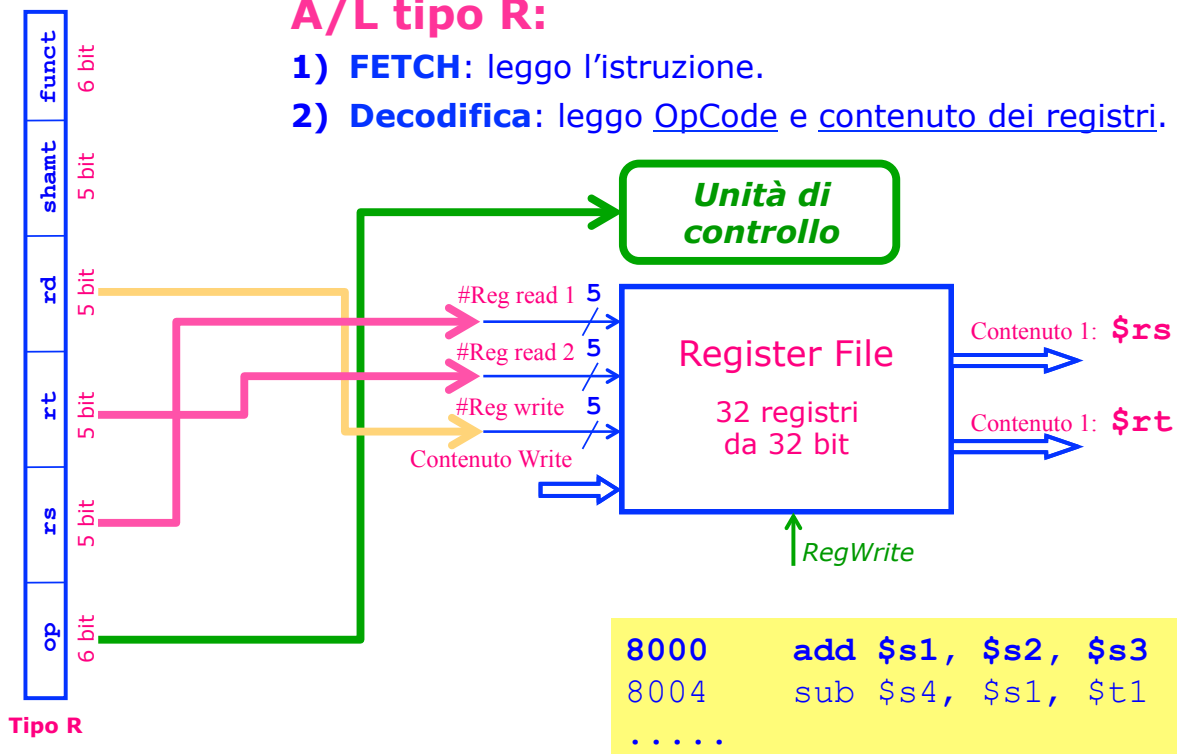 A/L tipo R:
1) FETCH: leggo l'istruzione.
2) Decodifica: leggo OpCode e contenuto dei registri.
funct
6 bit
shamt
5 bit
rd
5 bit
rt
5 bit
rs
5 bit
op
6 bit
Tipo R
Unità di
controllo
#Reg read 1 5
#Reg read 2 5
#Reg write 5
Contenuto Write
Register File
32 registri
da 32 bit
Contenuto 1: $rs
Contenuto 1: $rt
RegWrite
8000 add $s1, $s2, $s3
8004 sub $s4, $s1, $t1
.....